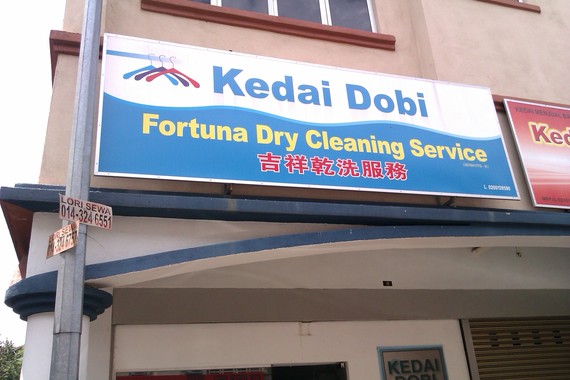 Kedai Dobi
Fortuna Dry Cleaning Service
吉祥乾洗服務
LORI SEWA
014-324 6551
Ked
KEDAI
DOBI